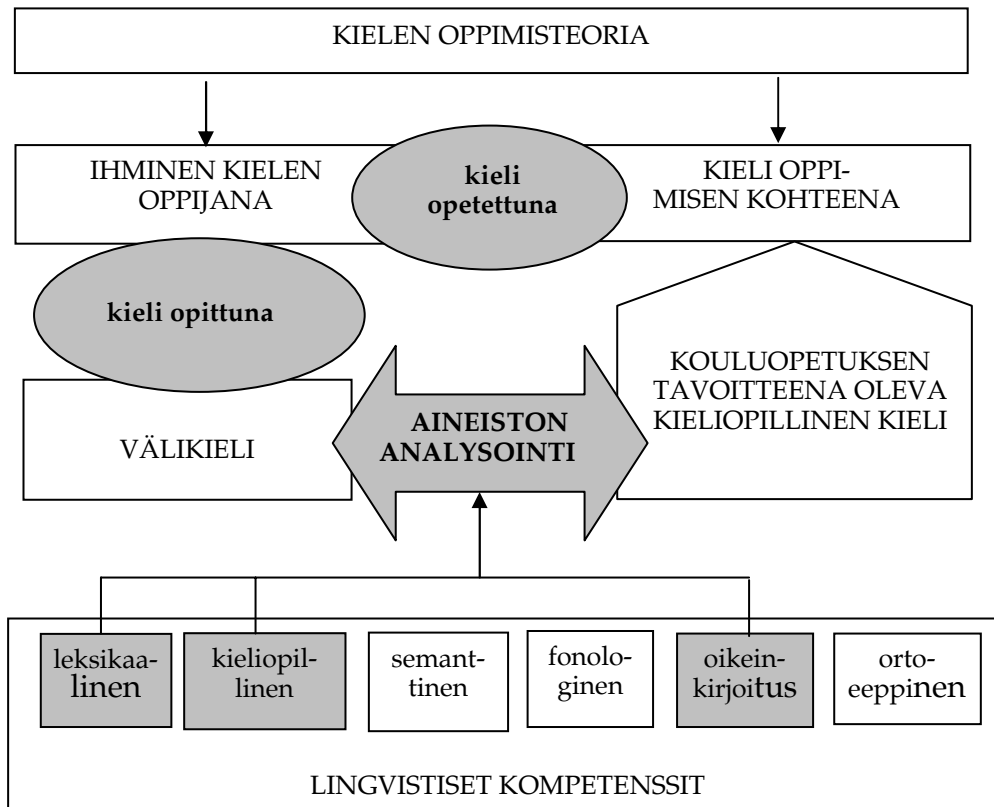 KIELEN OPPIMISTEORIA
IHMINEN KIELEN
OPPIJANA
kieli
opetettuna
KIELI OPPI-
MISEN KOHTEENA
kieli opittuna
VÄLIKIELI
AINEISTON
ANALYSOINTI
KOULUOPETUKSEN
TAVOITTEENA OLEVA
KIELIOPILLINEN KIELI
leksikaa-
linen
kieliopil-
linen
semant-
tinen
fonolo-
ginen
oikein-
kirjoitus
orto-
eeppinen
LINGVISTISET KOMPETENSSIT